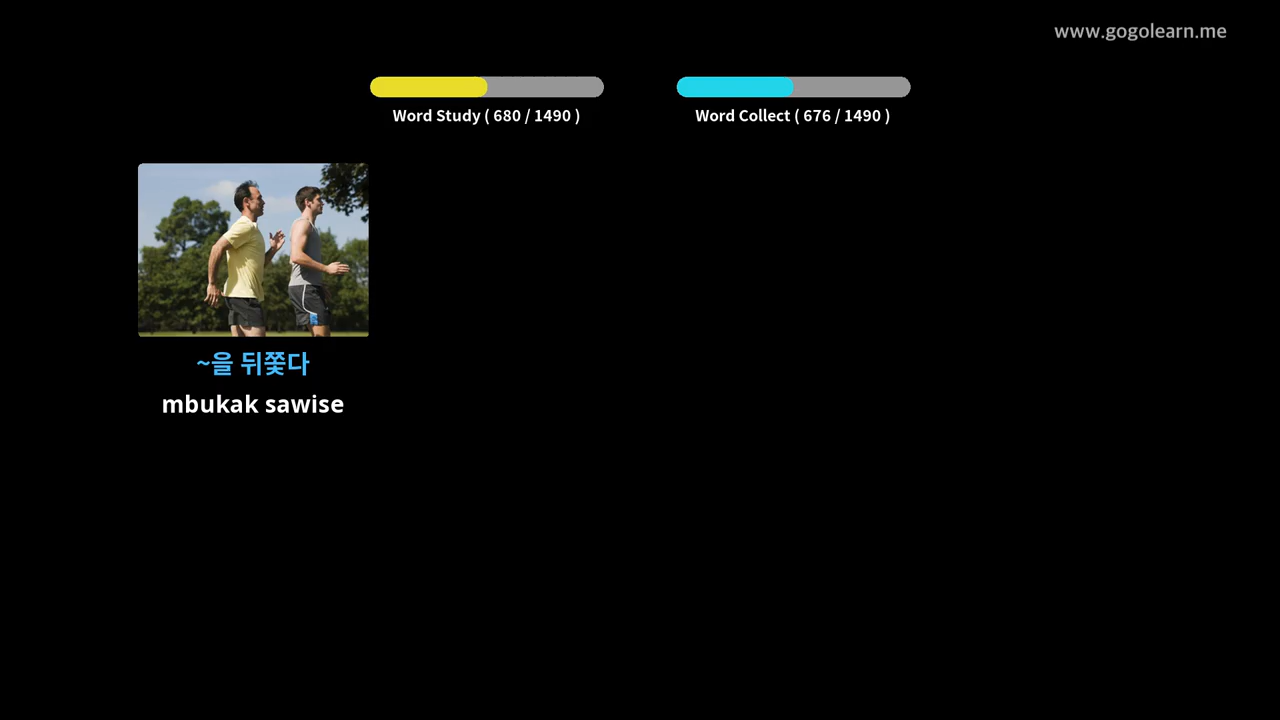 www.gogolearn.me
Word Study ( 680 / 1490 )
Word Collect ( 676 / 1490 )
~을 뒤쫓다
mbukak sawise